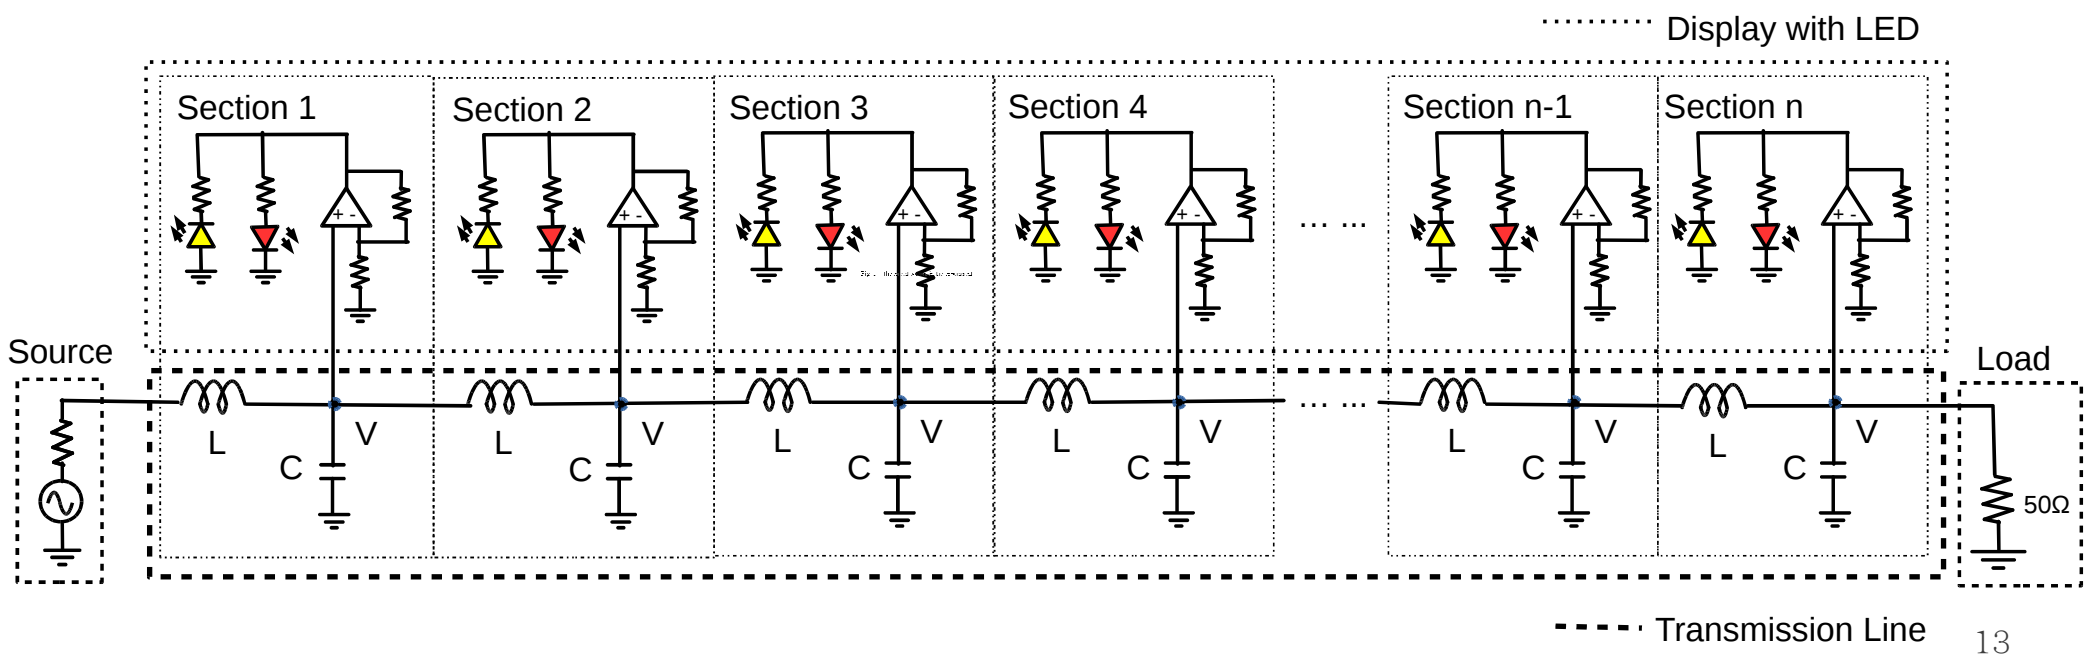 Display with LED
Section 1
Section 2
Section 3
Section 4
Section n-1
Section n
+ -
+ -
+ -
+ -
+ -
+ -
... ...
Source
Load
... ...
L
V
L
V
L
V
L
V
L
V
L
V
C
C
C
C
C
C
50Ω
Transmission Line
13